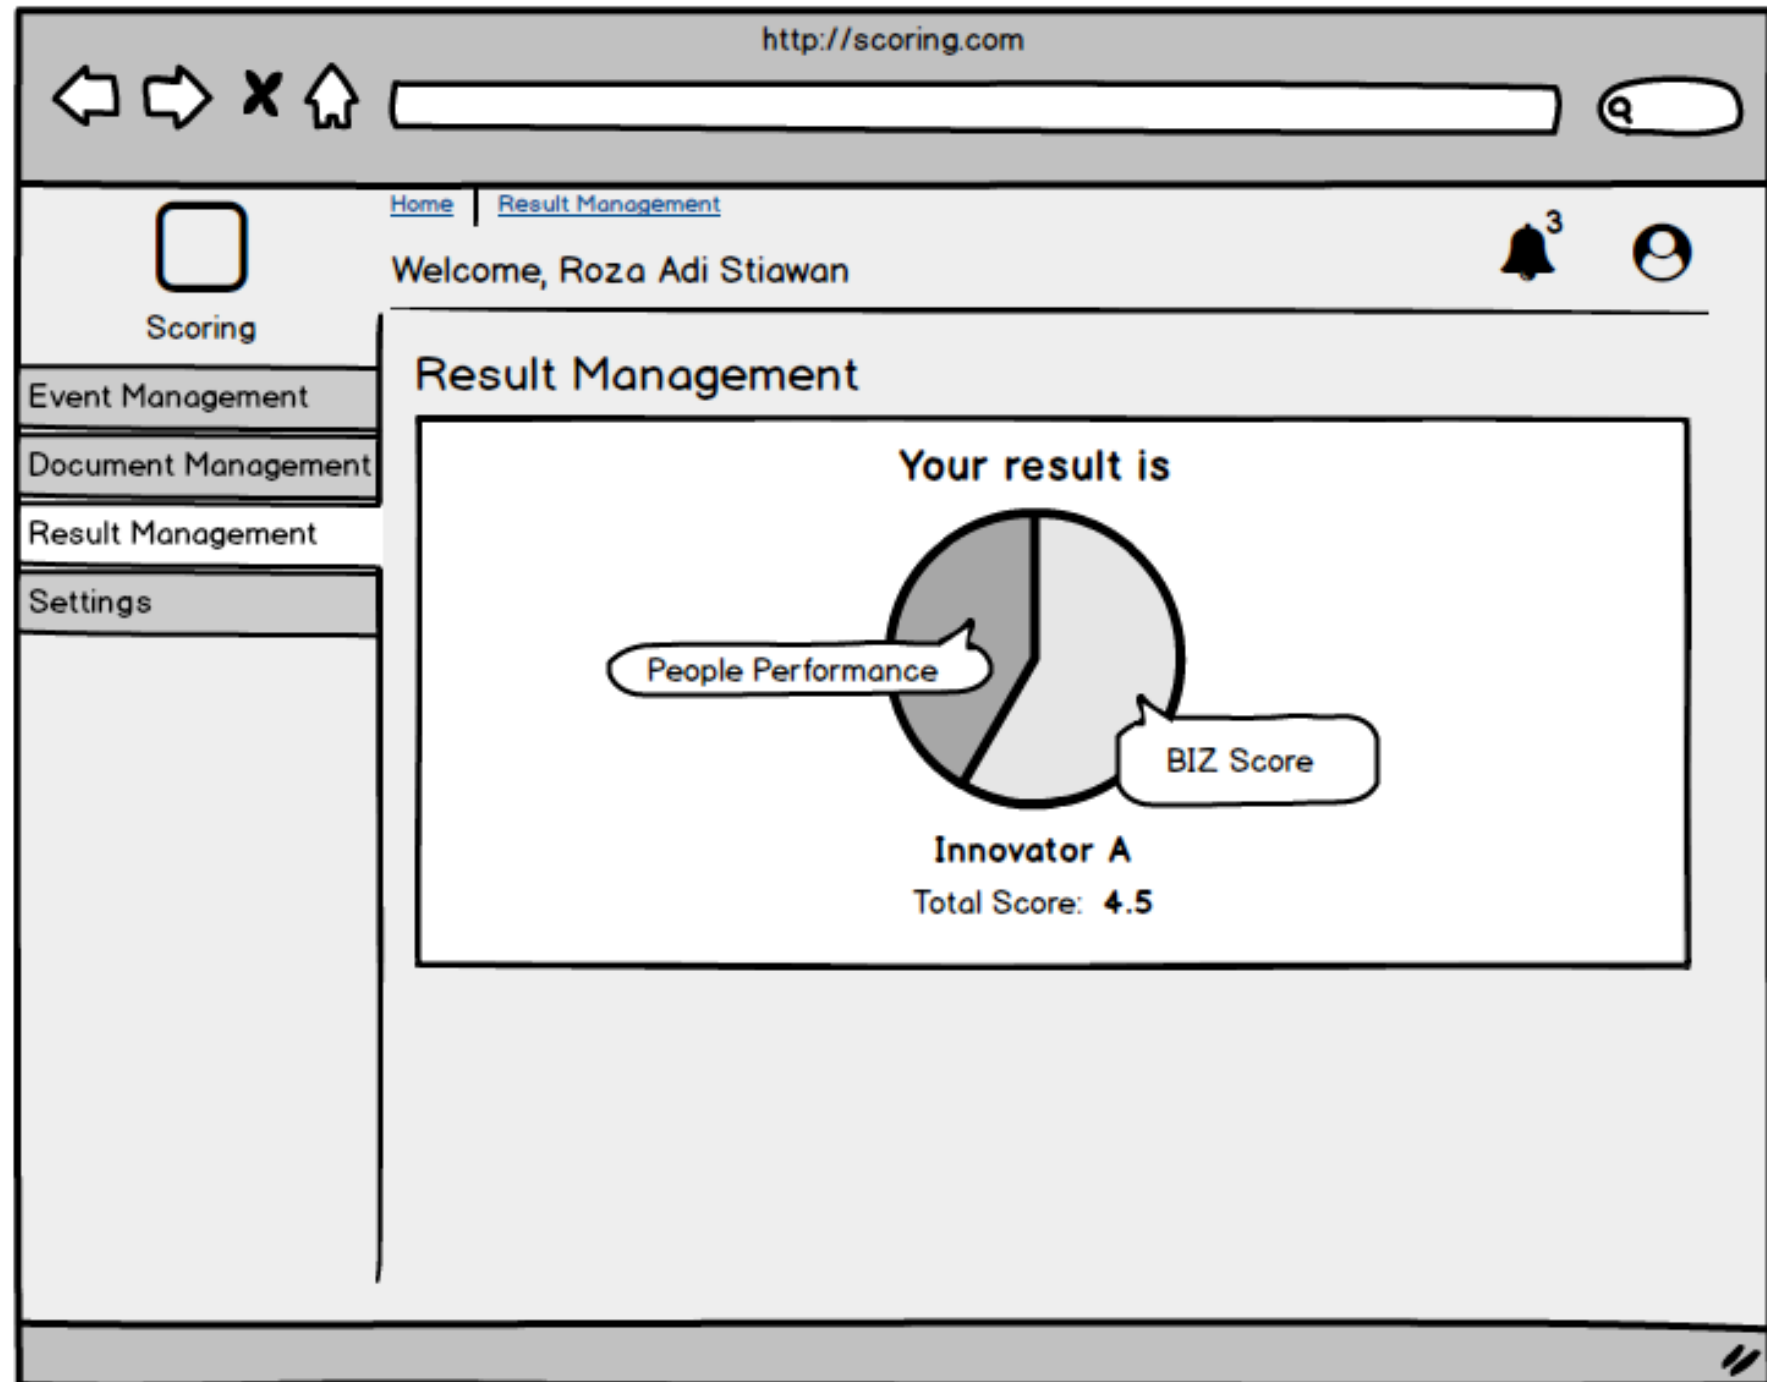 http://scoring.com
Home
Result Management
3
Welcome, Roza Adi Stiawan
Scoring
Event Management
Document Management
Result Management
Settings
Result Management
Your result is
People Performance
BIZ Score
Innovator A
Total Score: 4.5